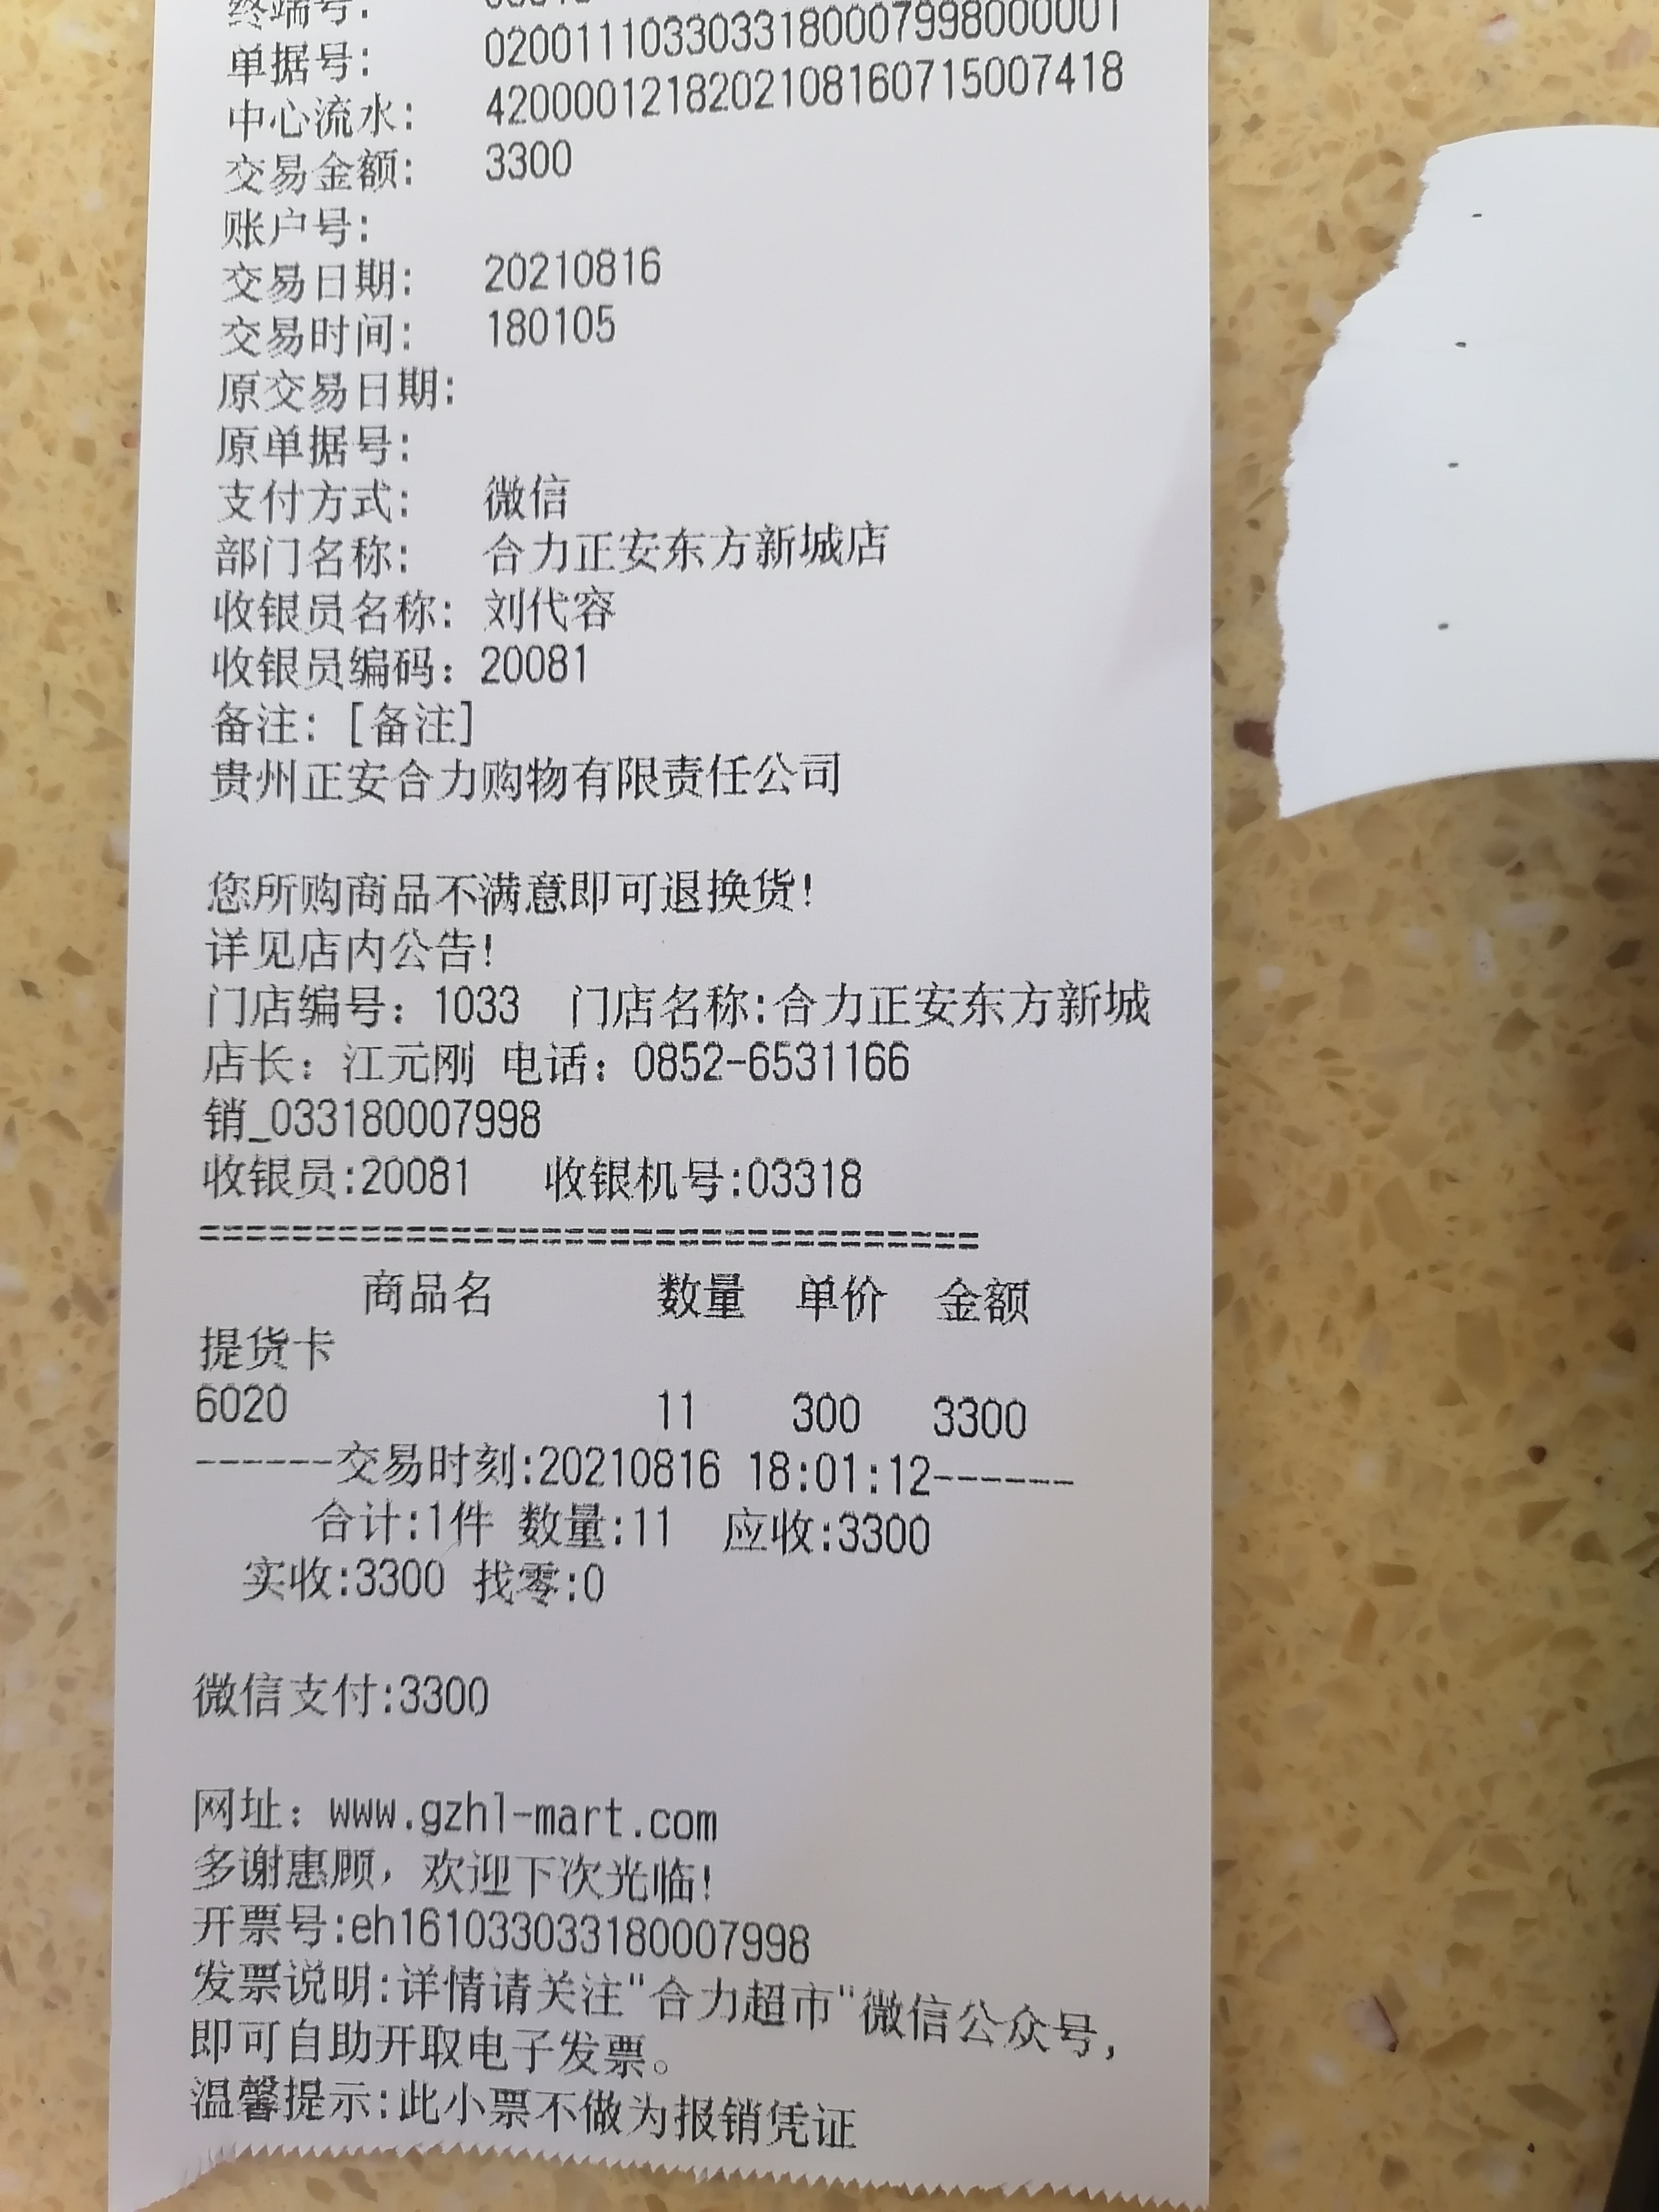 终端号:
单据号: 0200111033033180007998000001
中心流水: 4200001218202108160715007418
交易金额: 3300
账户号:
交易日期: 20210816
交易时间: 180105
原交易日期:
原单据号:
支付方式: 微信
部门名称: 合力正安东方新城店
收银员名称: 刘代容
收银员编码: 20081
备注: [备注]
贵州正安合力购物有限责任公司
您所购商品不满意即可退换货!
详见店内公告!
门店编号: 1033 门店名称:合力正安东方新城
店长: 江元刚 电话: 0852-6531166
销_033180007998
收银员:20081 收银机号:03318
==================================
商品名 数量 单价 金额
提货卡
6020 11 300 3300
------交易时刻:20210816 18:01:12------
合计:1件 数量:11 应收:3300
实收:3300 找零:0
微信支付:3300
网址: www.gzhl-mart.com
多谢惠顾, 欢迎下次光临!
开票号:eh161033033180007998
发票说明:详情请关注"合力超市"微信公众号,
即可自助开取电子发票。
温馨提示:此小票不做为报销凭证